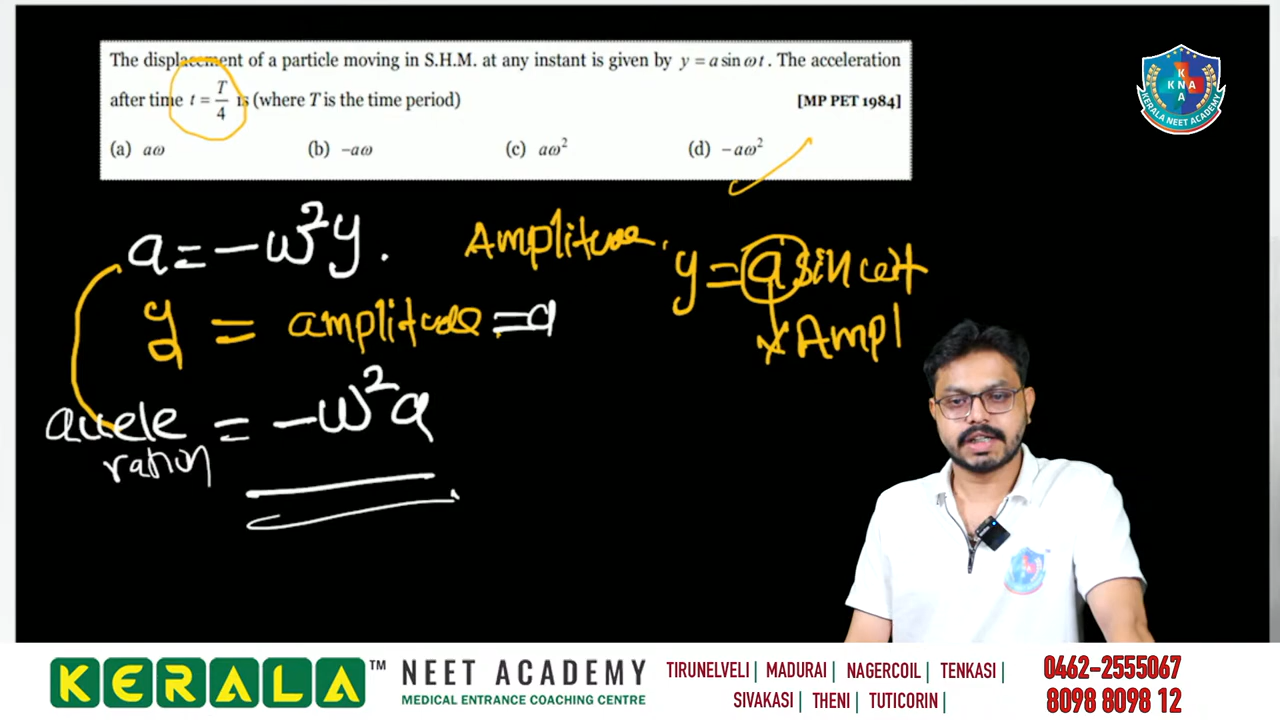 The displacement of a particle moving in S.H.M. at any instant is given by y = a sin ωt. The acceleration
after time t = T/4 is (where T is the time period) [MP PET 1984]
(a) aω (b) −aω (c) aω² (d) −aω²
KERALA NEET ACADEMY
K
K N A
A
a = −ω²y.
Amplitude.
y = a sin ωt
y = amplitude = a
Ampl
accele
ration = −ω²a
KERALA™ NEET ACADEMY
MEDICAL ENTRANCE COACHING CENTRE
TIRUNELVELI | MADURAI | NAGERCOIL | TENKASI |
SIVAKASI | THENI | TUTICORIN |
0462-2555067
8098 8098 12